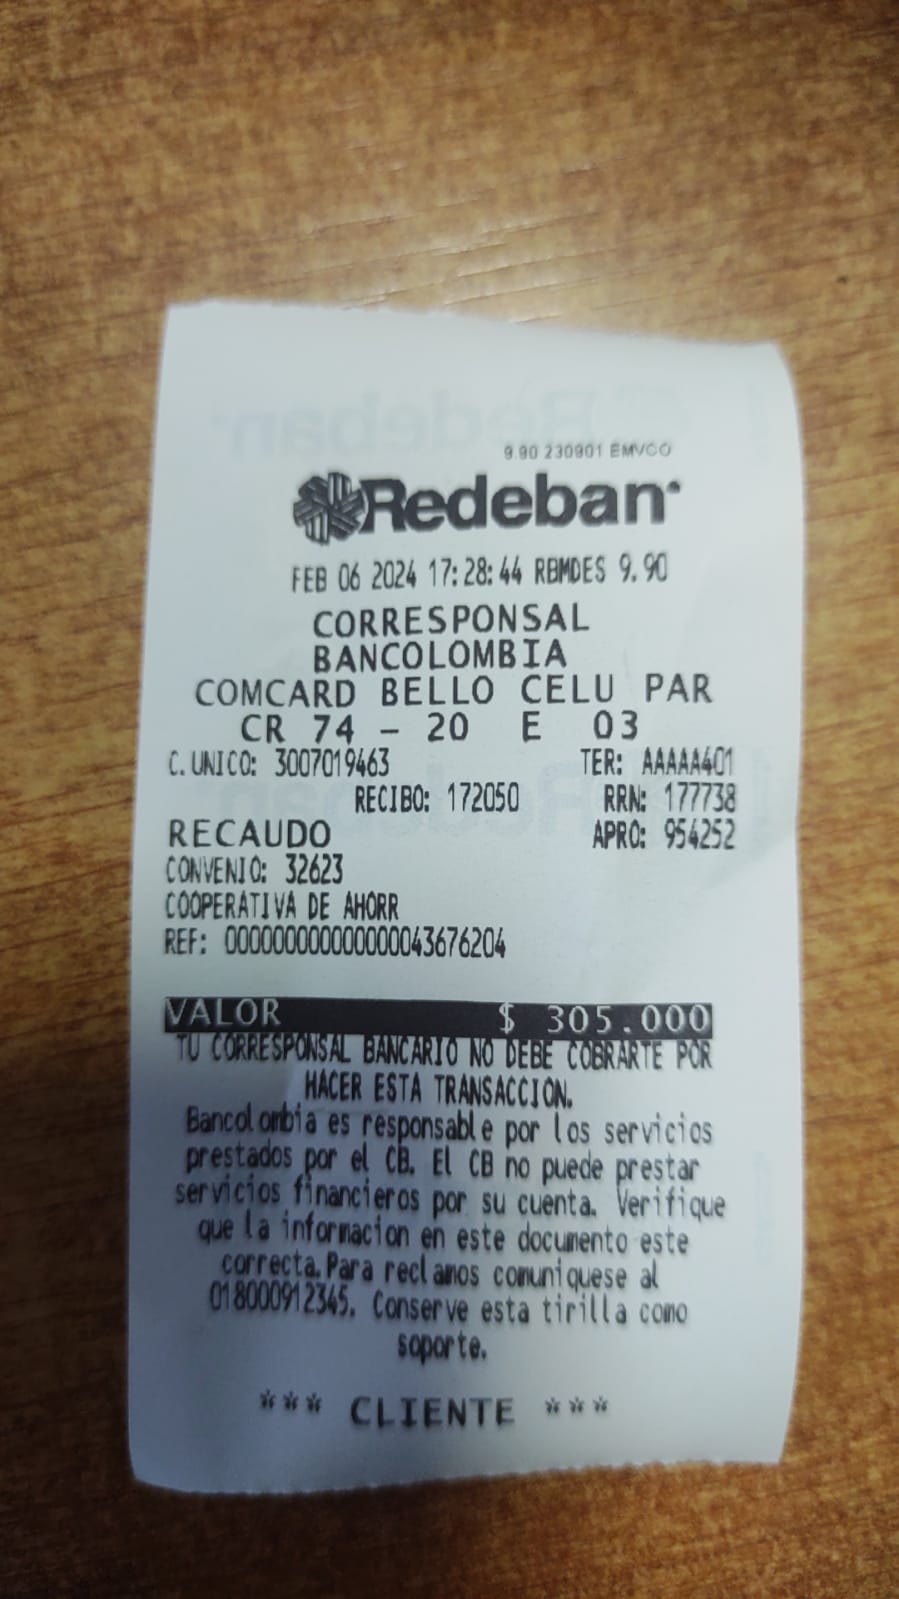 9.90 230901 EMVCO
Redeban
FEB 06 2024 17:28:44 RBMDES 9.90
CORRESPONSAL
BANCOLOMBIA
COMCARD BELLO CELU PAR
CR 74 - 20 E 03
C. UNICO: 3007019463 TER: AAAAA401
RECIBO: 172050 RRN: 177738
RECAUDO APRO: 954252
CONVENIO: 32623
COOPERATIVA DE AHORR
REF: 000000000000000043676204
VALOR $ 305.000
TU CORRESPONSAL BANCARIO NO DEBE COBRARTE POR
HACER ESTA TRANSACCION.
Bancolombia es responsable por los servicios
prestados por el CB. El CB no puede prestar
servicios financieros por su cuenta. Verifique
que la informacion en este documento este
correcta.Para reclamos comuniquese al
018000912345. Conserve esta tirilla como
soporte.
*** CLIENTE ***